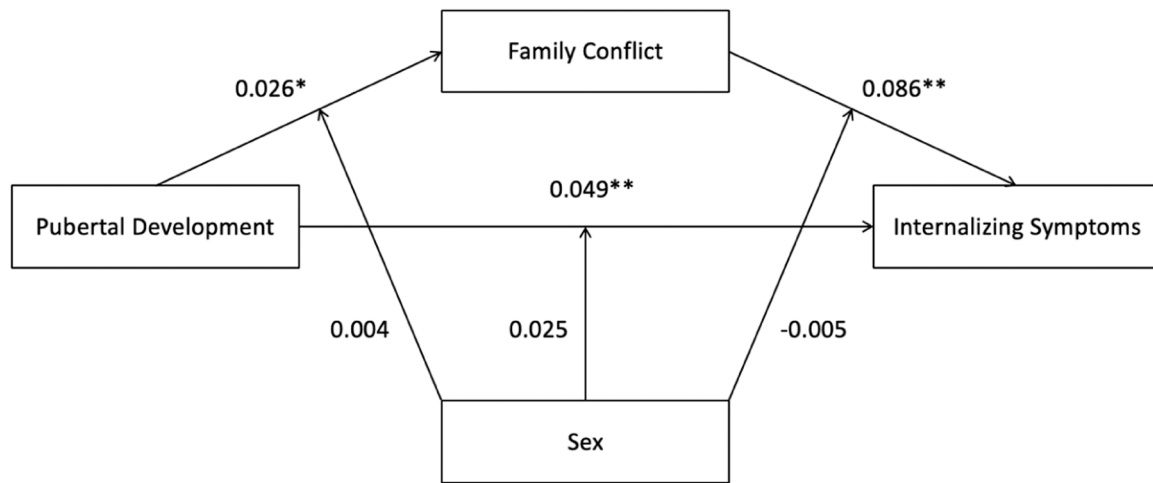 Family Conflict
0.026*
0.086**
Pubertal Development
0.049**
Internalizing Symptoms
0.004
0.025
-0.005
Sex